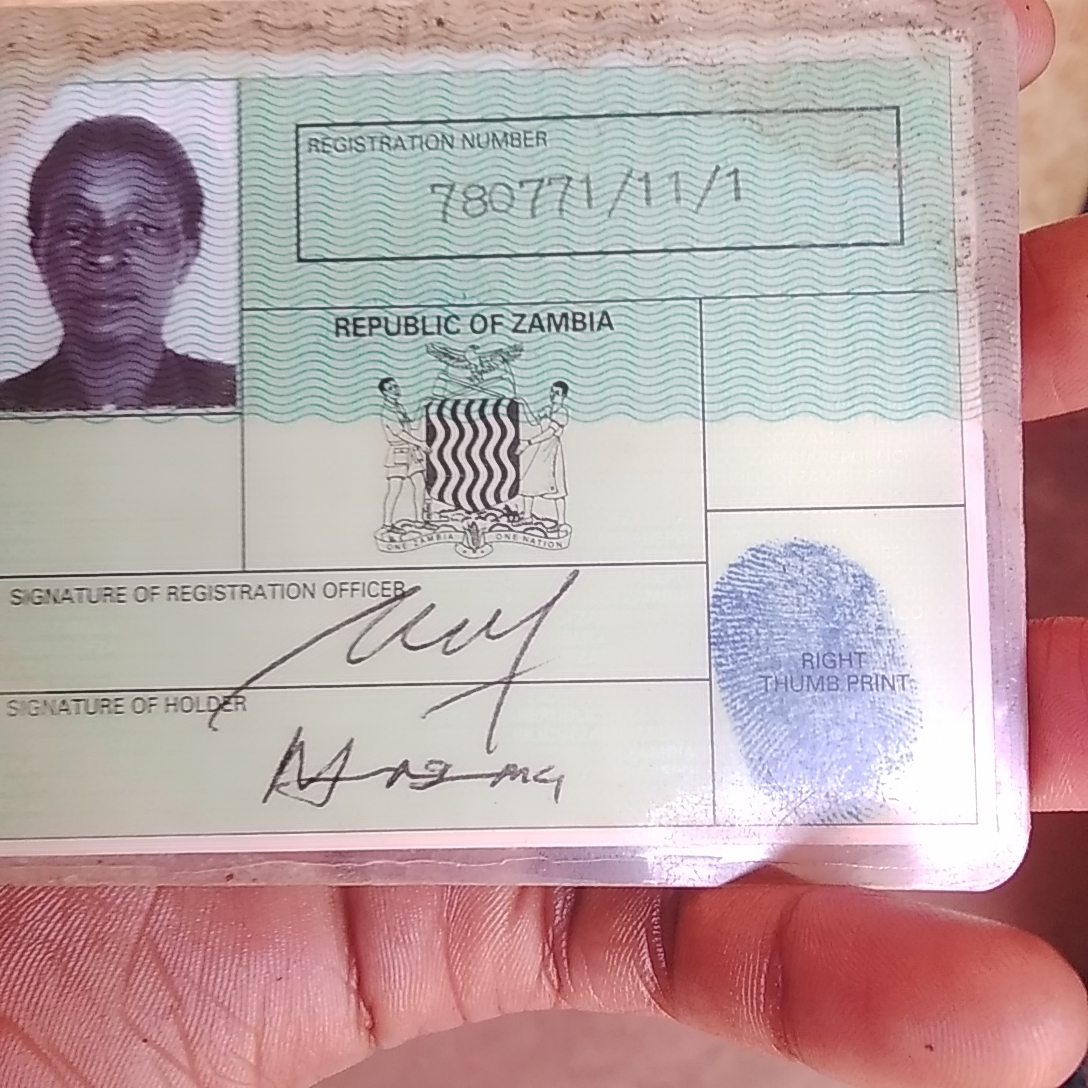 REGISTRATION NUMBER
780771/11/1
REPUBLIC OF ZAMBIA
ONE ZAMBIA ONE NATION
SIGNATURE OF REGISTRATION OFFICER
SIGNATURE OF HOLDER
RIGHT
THUMB PRINT